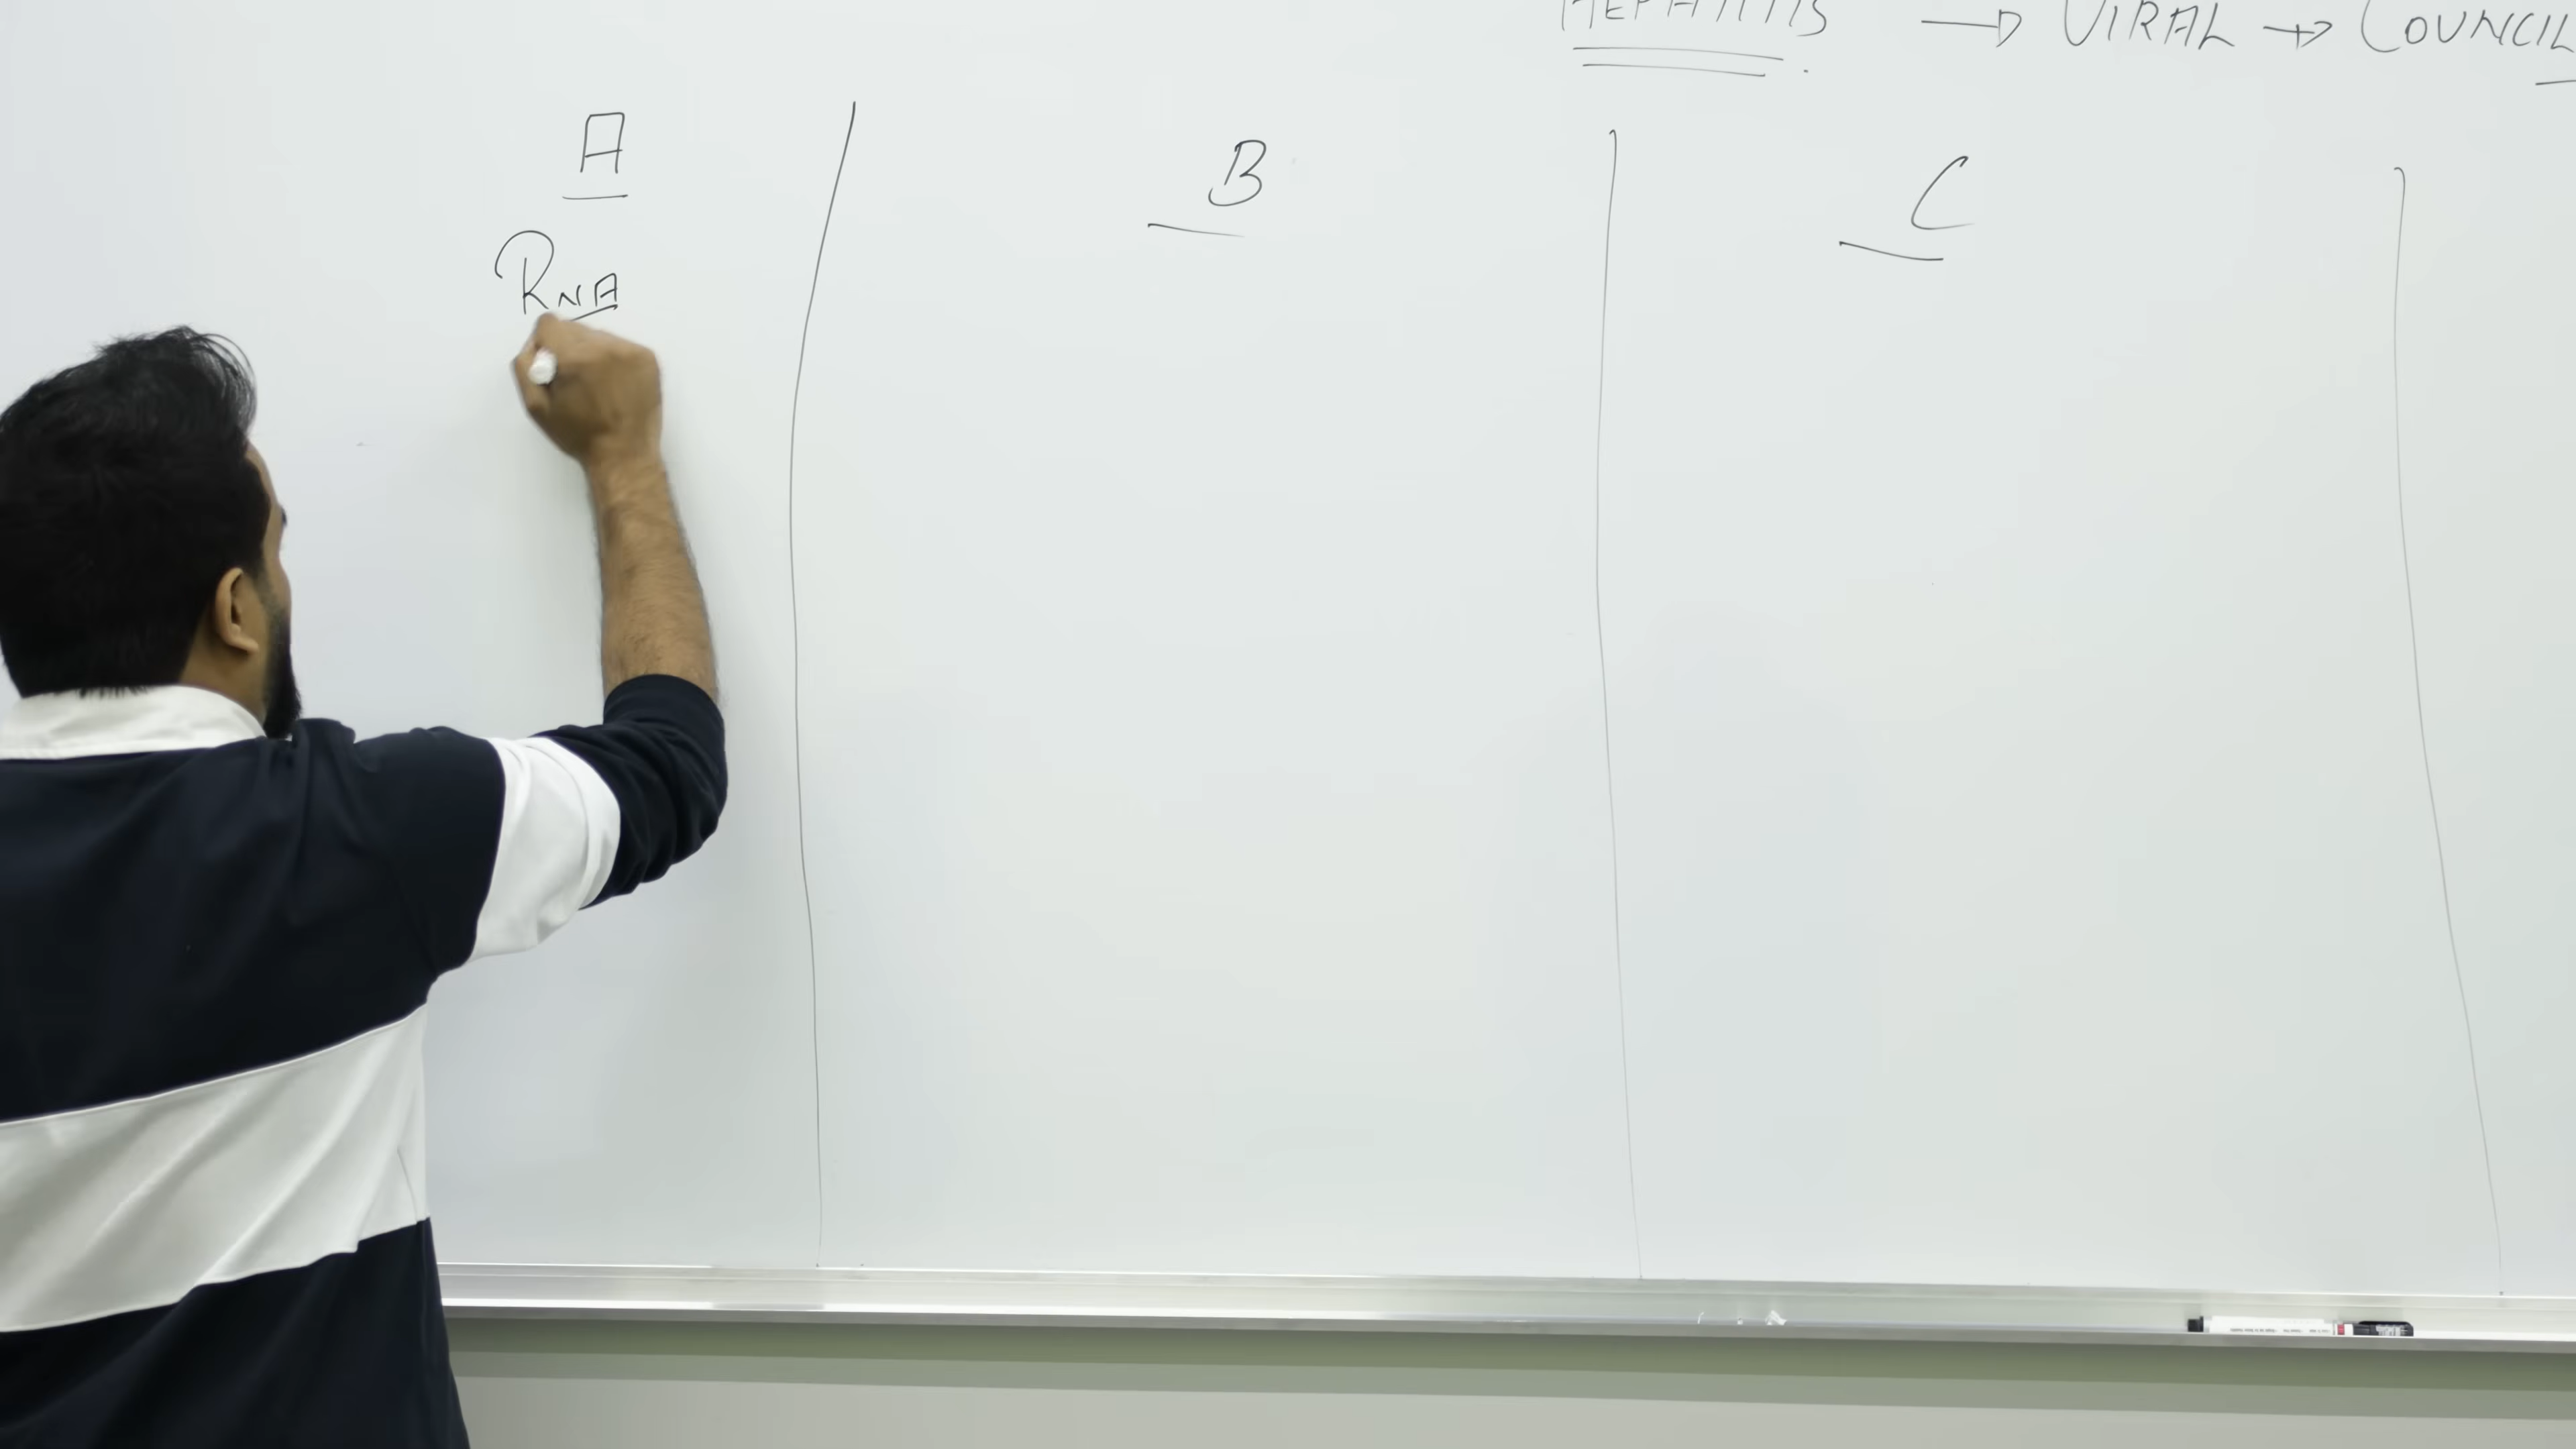 HEPATITIS → VIRAL → COUNCIL
A B C
RNA